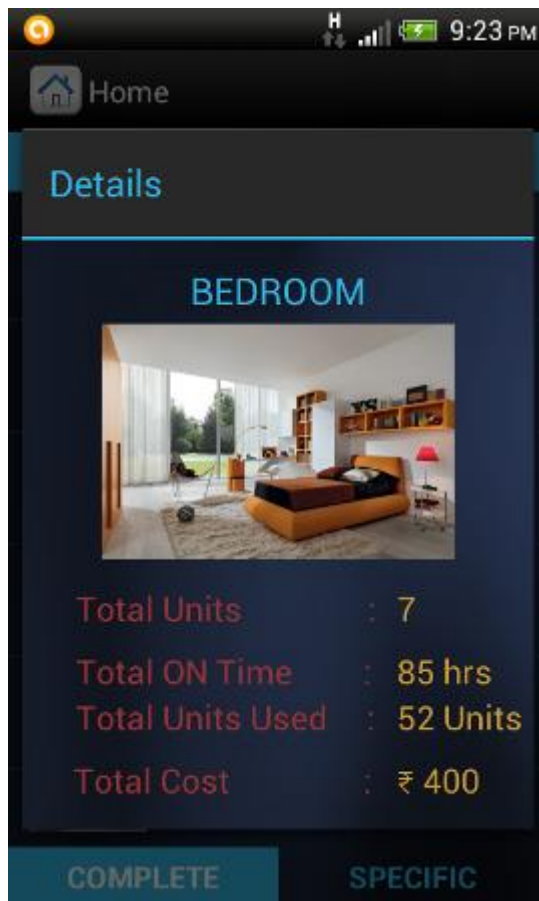 H
9:23 PM
Home
Details
BEDROOM
YS
Total Units : 7
Total ON Time : 85 hrs
Total Units Used : 52 Units
Total Cost : ₹ 400
COMPLETE SPECIFIC